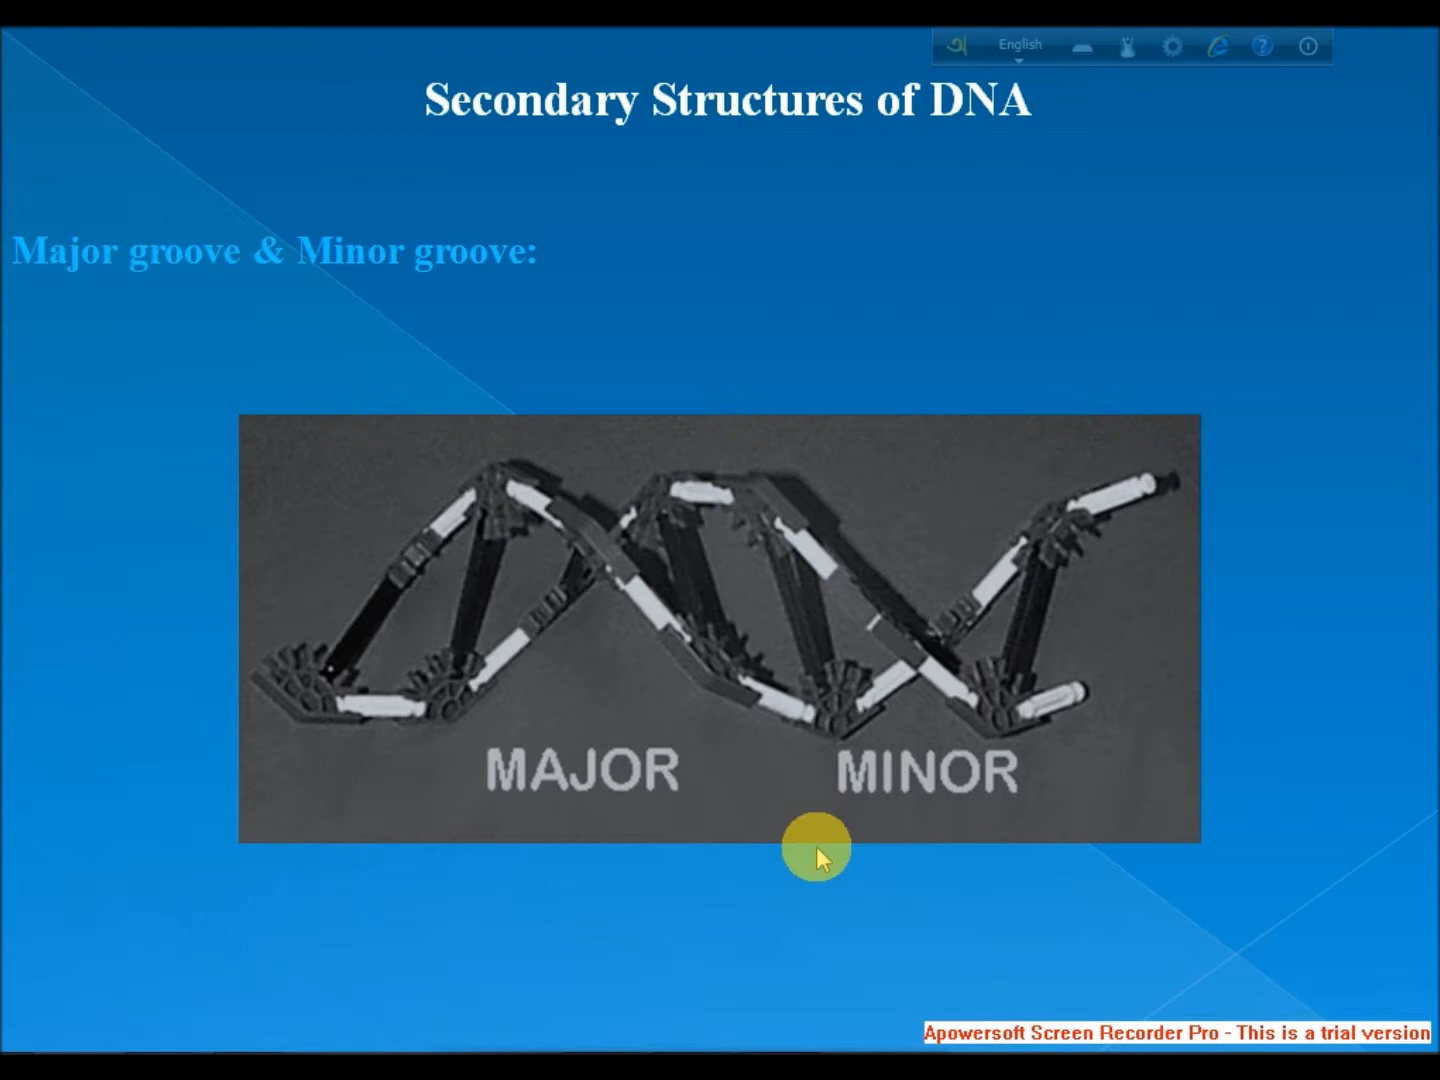 English
Secondary Structures of DNA
Major groove & Minor groove:
MAJOR MINOR
Apowersoft Screen Recorder Pro - This is a trial version